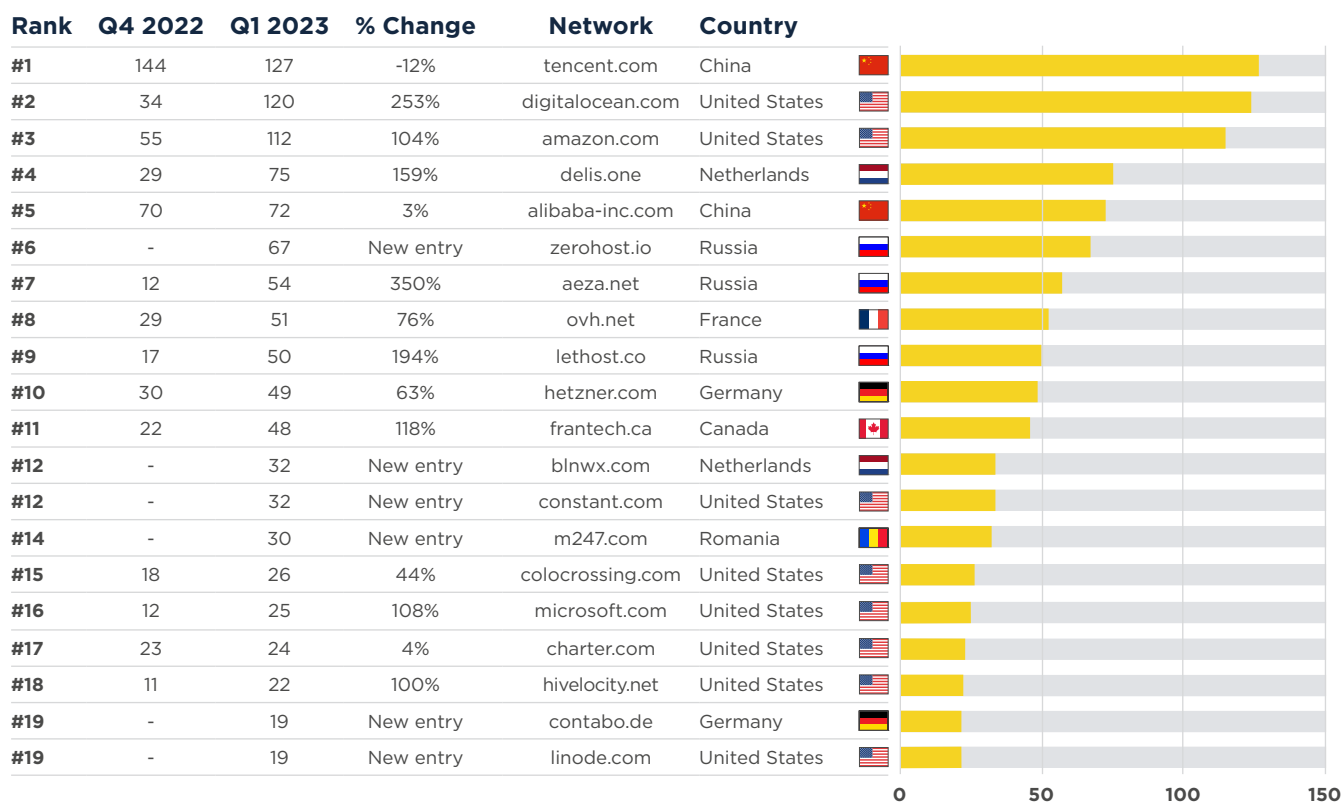 Rank Q4 2022 Q1 2023 % Change Network Country
#1 144 127 -12% tencent.com China
#2 34 120 253% digitalocean.com United States
#3 55 112 104% amazon.com United States
#4 29 75 159% delis.one Netherlands
#5 70 72 3% alibaba-inc.com China
#6 - 67 New entry zerohost.io Russia
#7 12 54 350% aeza.net Russia
#8 29 51 76% ovh.net France
#9 17 50 194% lethost.co Russia
#10 30 49 63% hetzner.com Germany
#11 22 48 118% frantech.ca Canada
#12 - 32 New entry blnwx.com Netherlands
#12 - 32 New entry constant.com United States
#14 - 30 New entry m247.com Romania
#15 18 26 44% colocrossing.com United States
#16 12 25 108% microsoft.com United States
#17 23 24 4% charter.com United States
#18 11 22 100% hivelocity.net United States
#19 - 19 New entry contabo.de Germany
#19 - 19 New entry linode.com United States
0 50 100 150